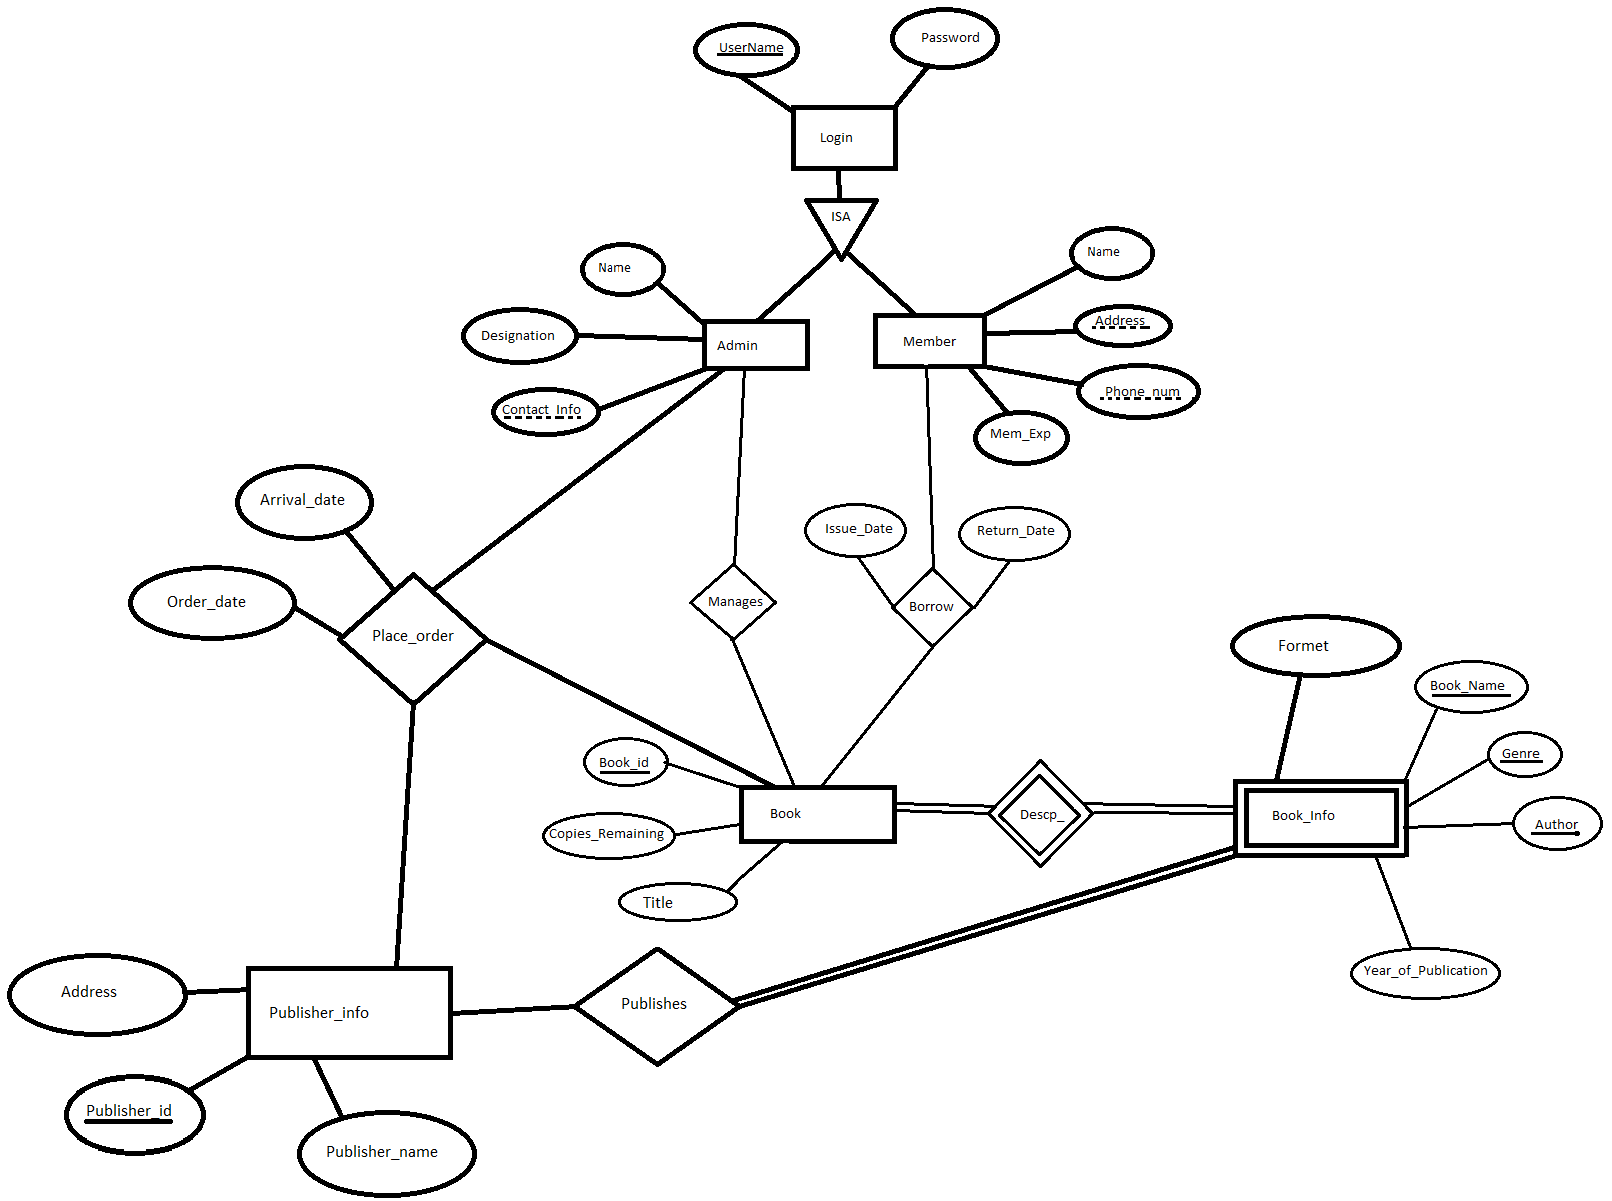 Password
UserName
Login
ISA
Name
Name
Address
Designation
Admin
Member
Phone_num
Contact_Info
Mem_Exp
Arrival_date
Issue_Date
Return_Date
Order_date
Manages
Borrow
Place_order
Formet
Book_Name
Book_id
Genre
Book
Descp_
Book_Info
Copies_Remaining
Author
Title
Year_of_Publication
Address
Publisher_info
Publishes
Publisher_id
Publisher_name